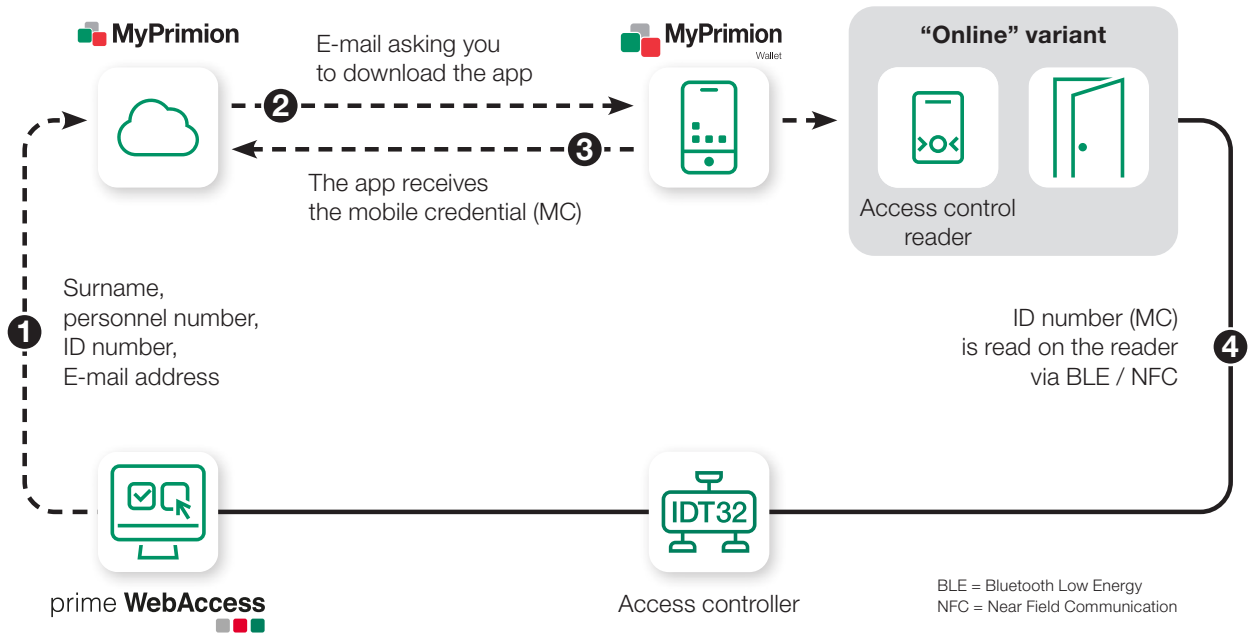 MyPrimion
E-mail asking you
to download the app
2
3
The app receives
the mobile credential (MC)
MyPrimion
Wallet
“Online” variant
Access control
reader
1
Surname,
personnel number,
ID number,
E-mail address
ID number (MC)
is read on the reader
via BLE / NFC
4
IDT32
prime WebAccess
Access controller
BLE = Bluetooth Low Energy
NFC = Near Field Communication